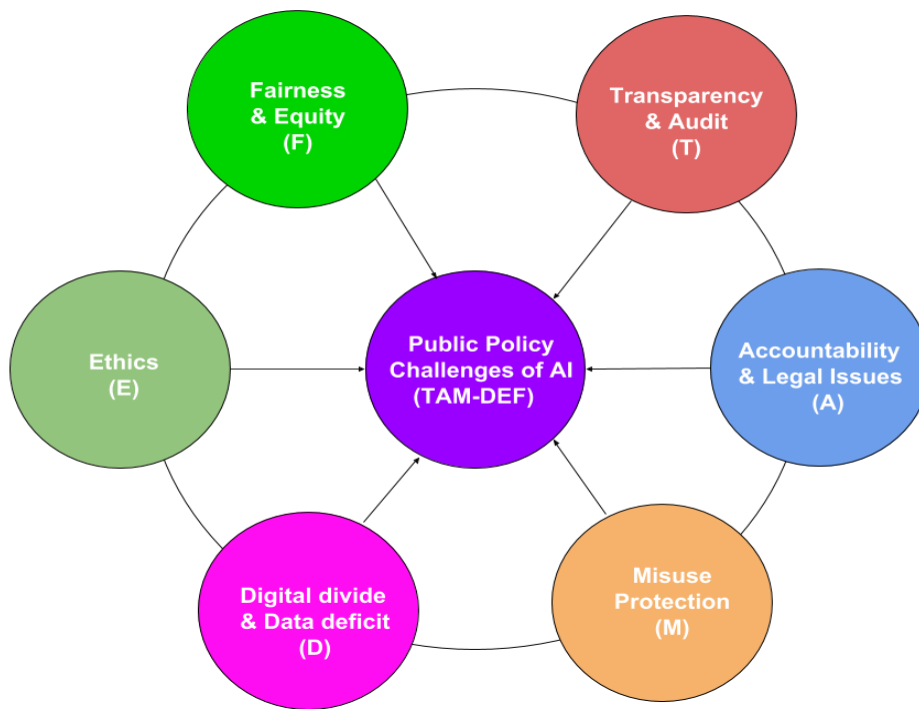 Fairness
& Equity
(F)
Transparency
& Audit
(T)
Ethics
(E)
Public Policy
Challenges of AI
(TAM-DEF)
Accountability
& Legal Issues
(A)
Digital divide
& Data deficit
(D)
Misuse
Protection
(M)